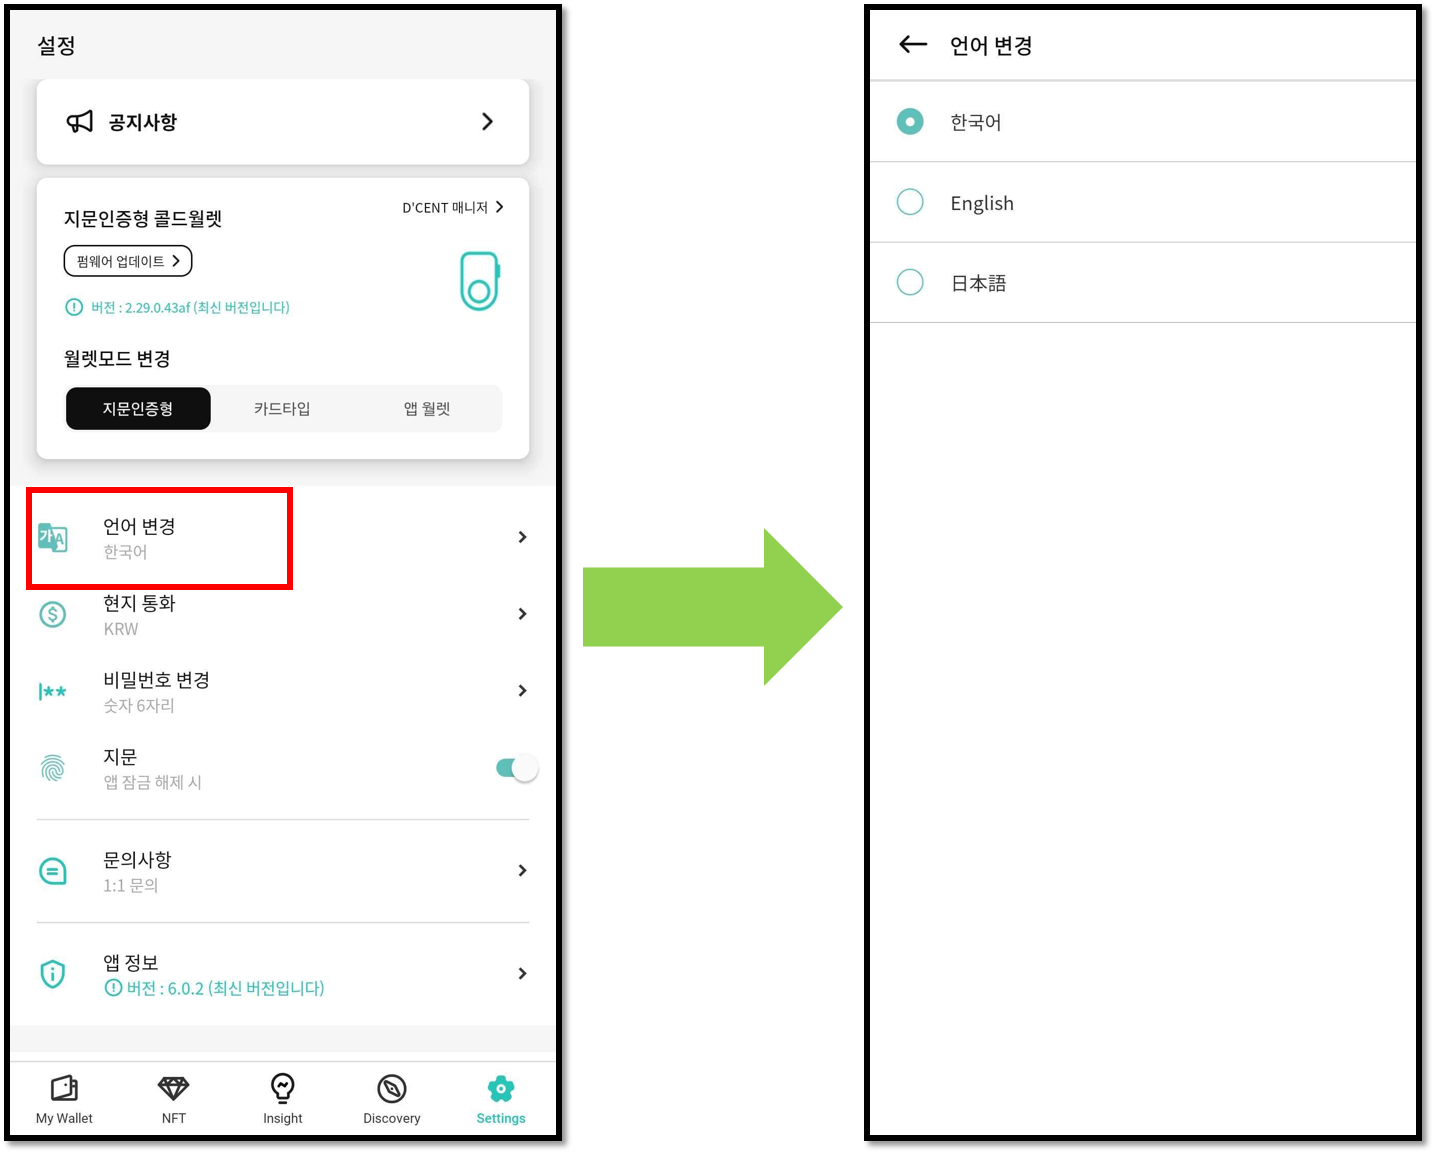 설정
공지사항
지문인증형 콜드월렛
D'CENT 매니저
펌웨어 업데이트
버전 : 2.29.0.43af (최신 버전입니다)
월렛모드 변경
지문인증형 카드타입 앱 월렛
가A
언어 변경
한국어
현지 통화
KRW
비밀번호 변경
숫자 6자리
지문
앱 잠금 해제 시
문의사항
1:1 문의
앱 정보
버전 : 6.0.2 (최신 버전입니다)
My Wallet NFT Insight Discovery Settings
언어 변경
한국어
English
日本語